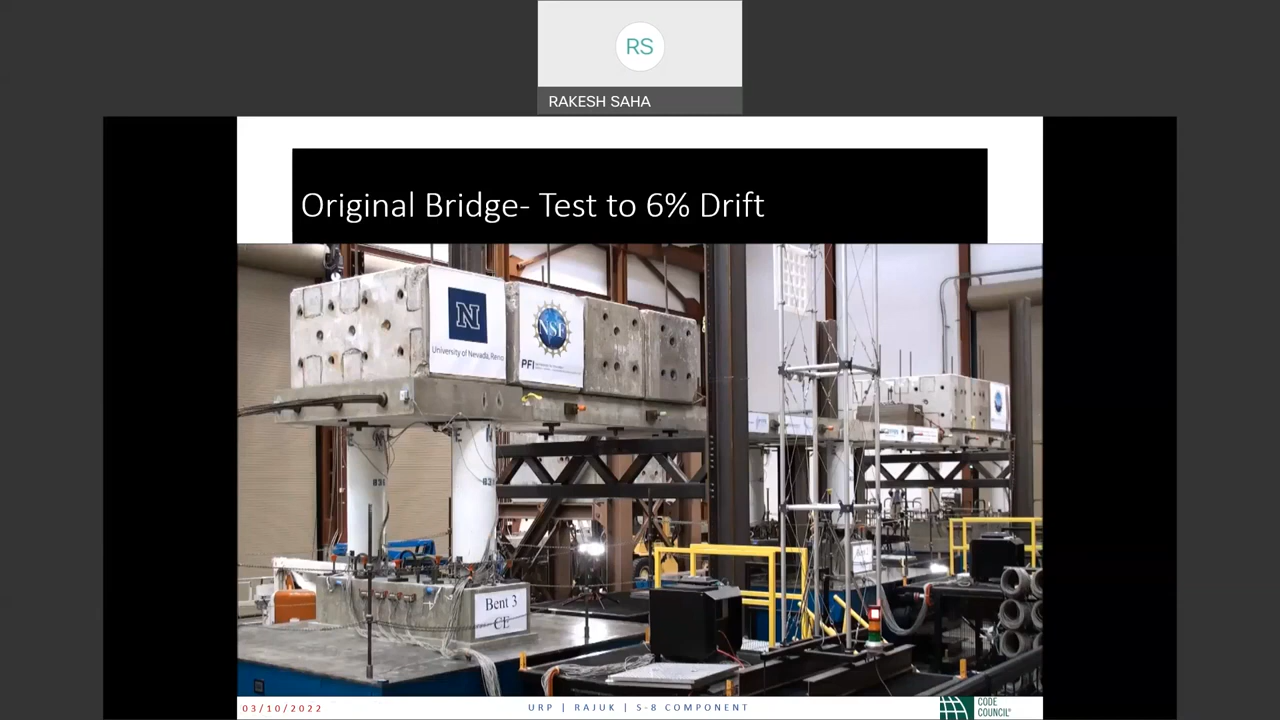 RS
RAKESH SAHA
Original Bridge- Test to 6% Drift
N
University of Nevada, Reno
NSF
PFI
Bent 3
CE
03/10/2022
URP | RAJUK | S-8 COMPONENT
CODE
COUNCIL®